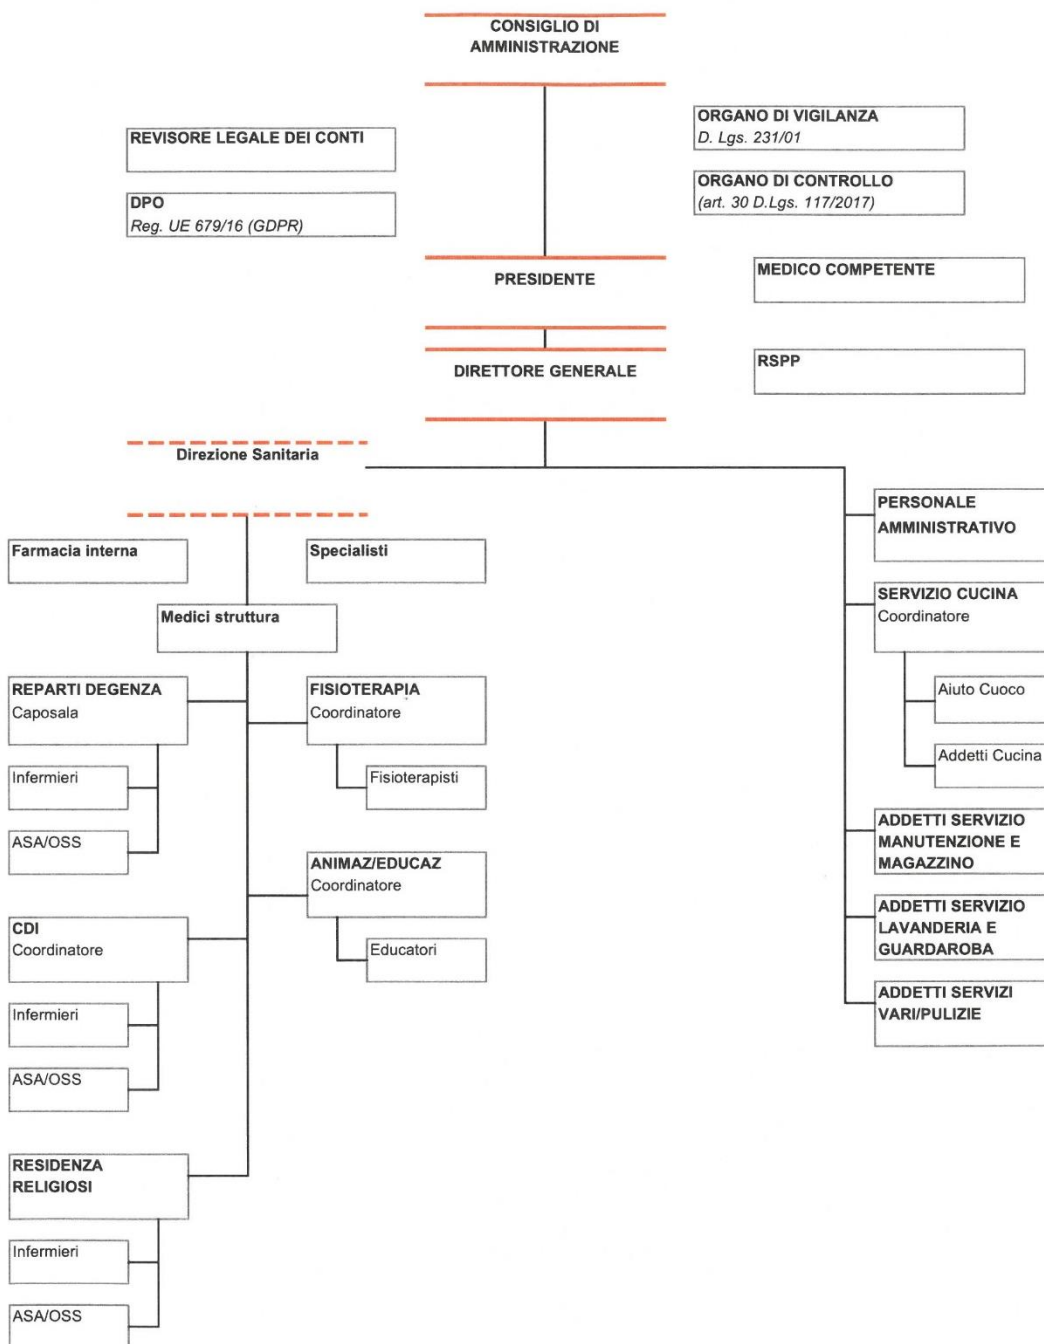 CONSIGLIO DI
AMMINISTRAZIONE
REVISORE LEGALE DEI CONTI
ORGANO DI VIGILANZA
D. Lgs. 231/01
DPO
Reg. UE 679/16 (GDPR)
ORGANO DI CONTROLLO
(art. 30 D.Lgs. 117/2017)
PRESIDENTE
MEDICO COMPETENTE
DIRETTORE GENERALE
RSPP
Direzione Sanitaria
Farmacia interna
Specialisti
Medici struttura
REPARTI DEGENZA
Caposala
Infermieri
ASA/OSS
FISIOTERAPIA
Coordinatore
Fisioterapisti
ANIMAZ/EDUCAZ
Coordinatore
Educatori
CDI
Coordinatore
Infermieri
ASA/OSS
RESIDENZA
RELIGIOSI
Infermieri
ASA/OSS
PERSONALE
AMMINISTRATIVO
SERVIZIO CUCINA
Coordinatore
Aiuto Cuoco
Addetti Cucina
ADDETTI SERVIZIO
MANUTENZIONE E
MAGAZZINO
ADDETTI SERVIZIO
LAVANDERIA E
GUARDAROBA
ADDETTI SERVIZI
VARI/PULIZIE